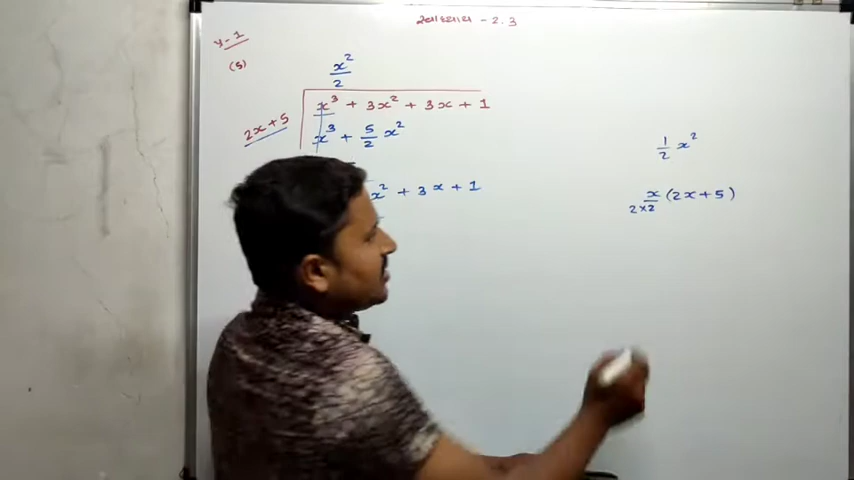 2.3
(5)
x²/2
2x+5 x³ + 3x² + 3x + 1
x³ + 5/2 x²
x² + 3x + 1
1/2 x²
x/2×2 (2x+5)